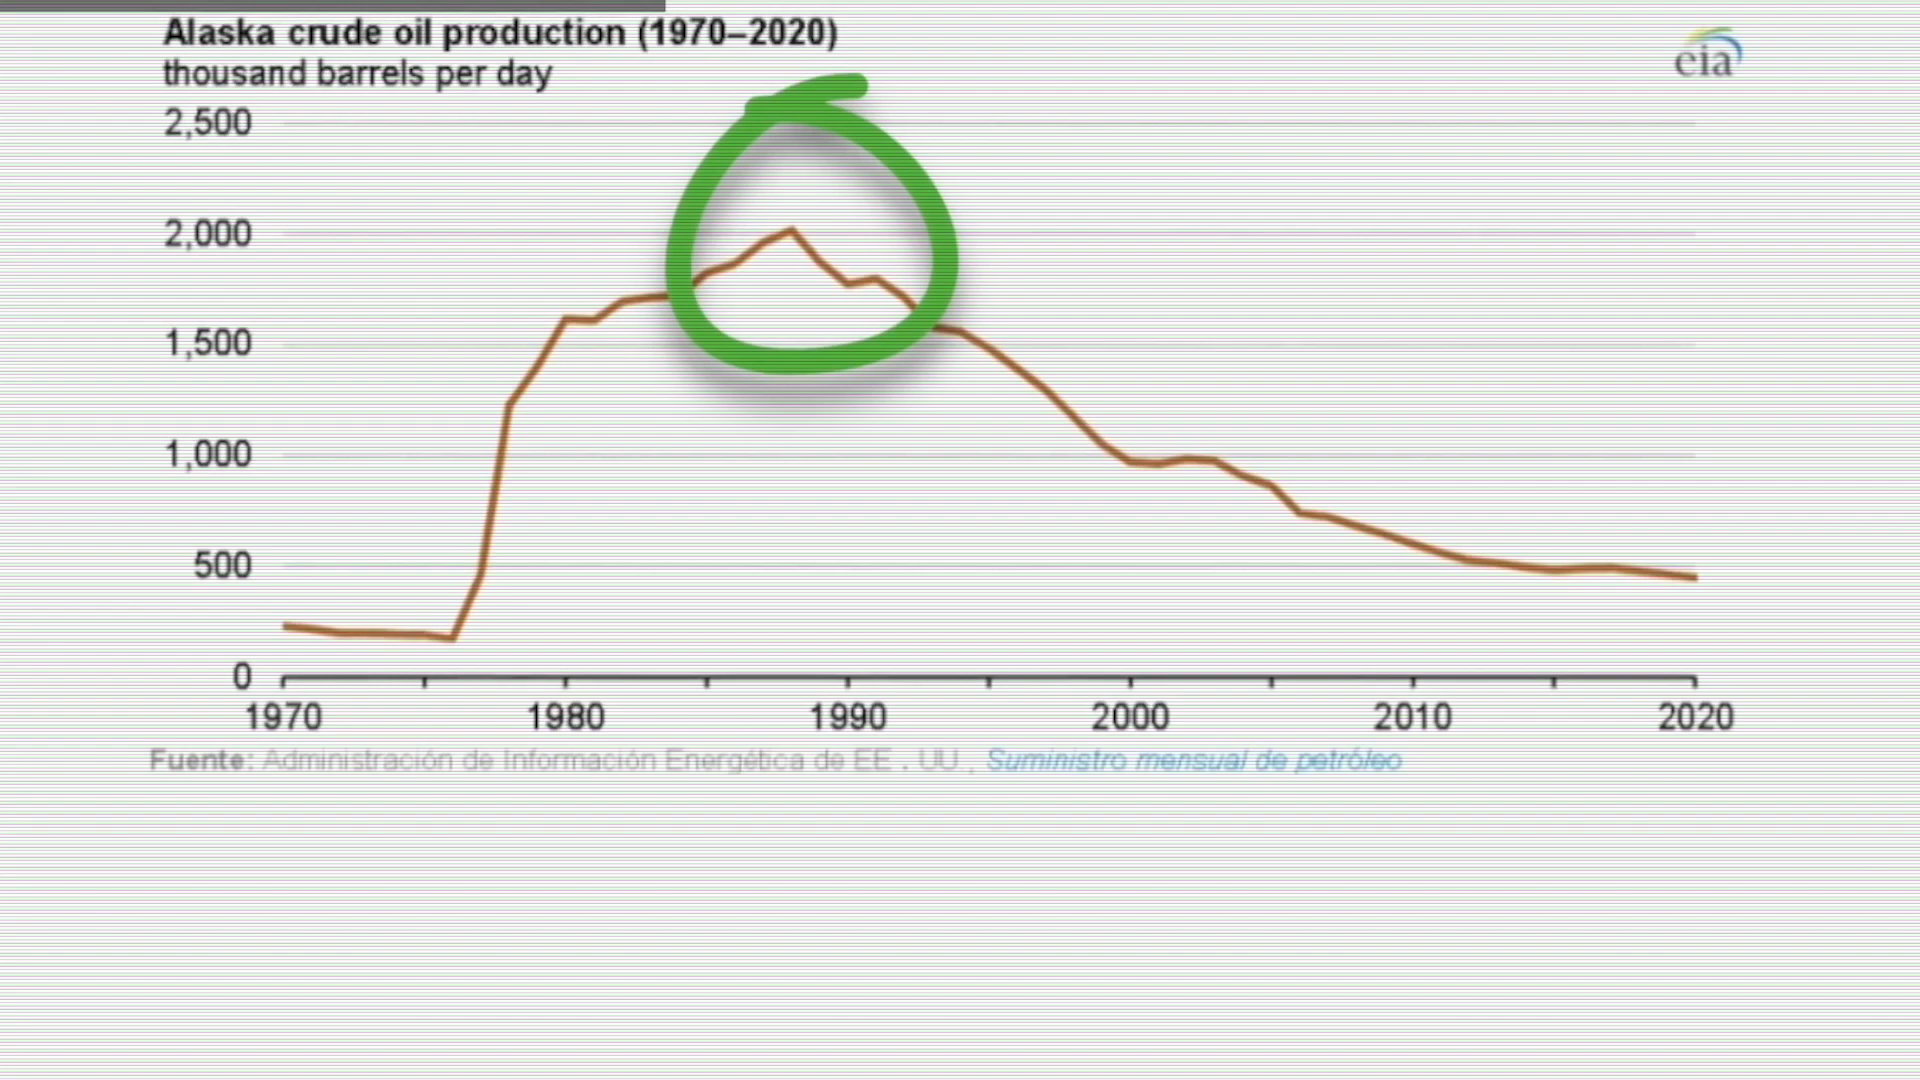 Alaska crude oil production (1970–2020)
thousand barrels per day
eia
2,500
2,000
1,500
1,000
500
0
1970 1980 1990 2000 2010 2020
Fuente: Administración de Información Energética de EE . UU., Suministro mensual de petróleo